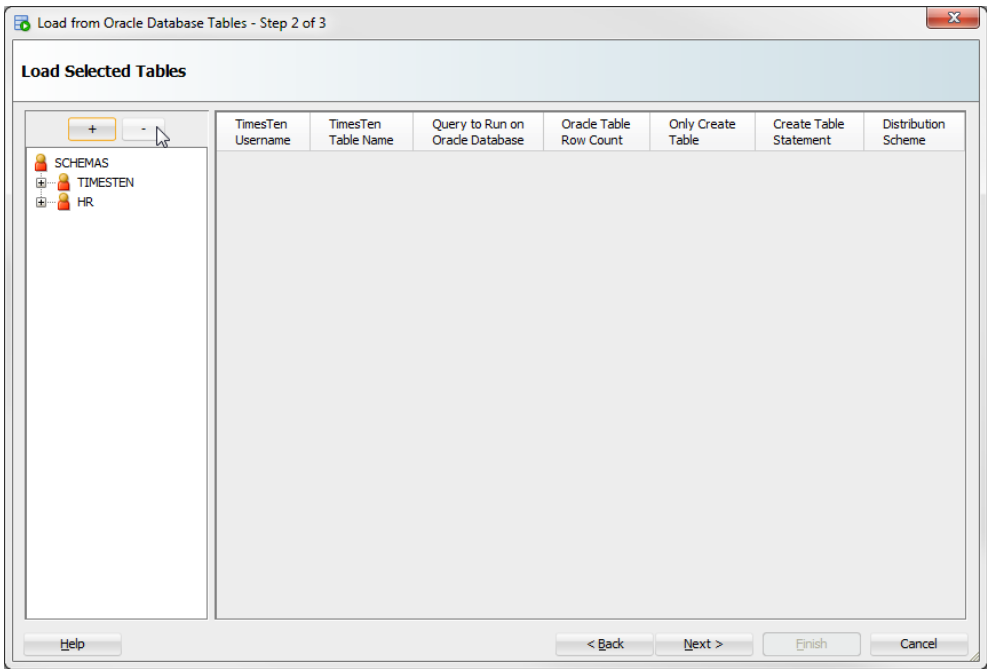 Load from Oracle Database Tables - Step 2 of 3
x
Load Selected Tables
+ -
TimesTen Username TimesTen Table Name Query to Run on Oracle Database Oracle Table Row Count Only Create Table Create Table Statement Distribution Scheme
SCHEMAS
TIMESTEN
HR
Help < Back Next > Finish Cancel